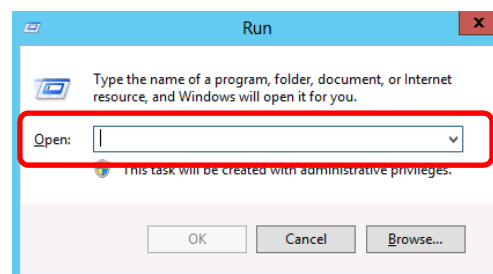 Run
x
Type the name of a program, folder, document, or Internet
resource, and Windows will open it for you.
Open:
This task will be created with administrative privileges.
OK Cancel Browse...